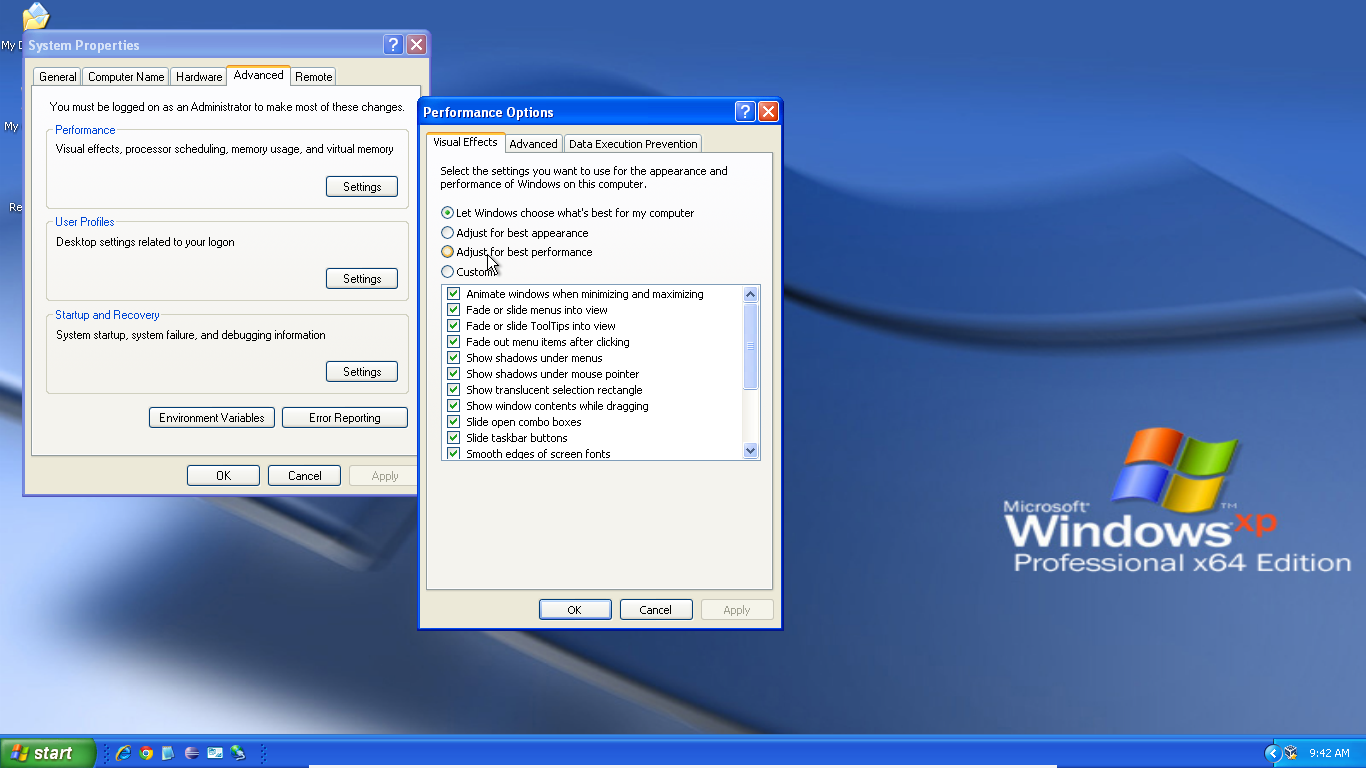 My D
My
Re
System Properties
General
Computer Name
Hardware
Advanced
Remote
You must be logged on as an Administrator to make most of these changes.
Performance
Visual effects, processor scheduling, memory usage, and virtual memory
Settings
User Profiles
Desktop settings related to your logon
Settings
Startup and Recovery
System startup, system failure, and debugging information
Settings
Environment Variables
Error Reporting
OK
Cancel
Apply
Performance Options
Visual Effects
Advanced
Data Execution Prevention
Select the settings you want to use for the appearance and
performance of Windows on this computer.
Let Windows choose what's best for my computer
Adjust for best appearance
Adjust for best performance
Custom
Animate windows when minimizing and maximizing
Fade or slide menus into view
Fade or slide ToolTips into view
Fade out menu items after clicking
Show shadows under menus
Show shadows under mouse pointer
Show translucent selection rectangle
Show window contents while dragging
Slide open combo boxes
Slide taskbar buttons
Smooth edges of screen fonts
OK
Cancel
Apply
Microsoft®
Windows xp ™
Professional x64 Edition
start
9:42 AM